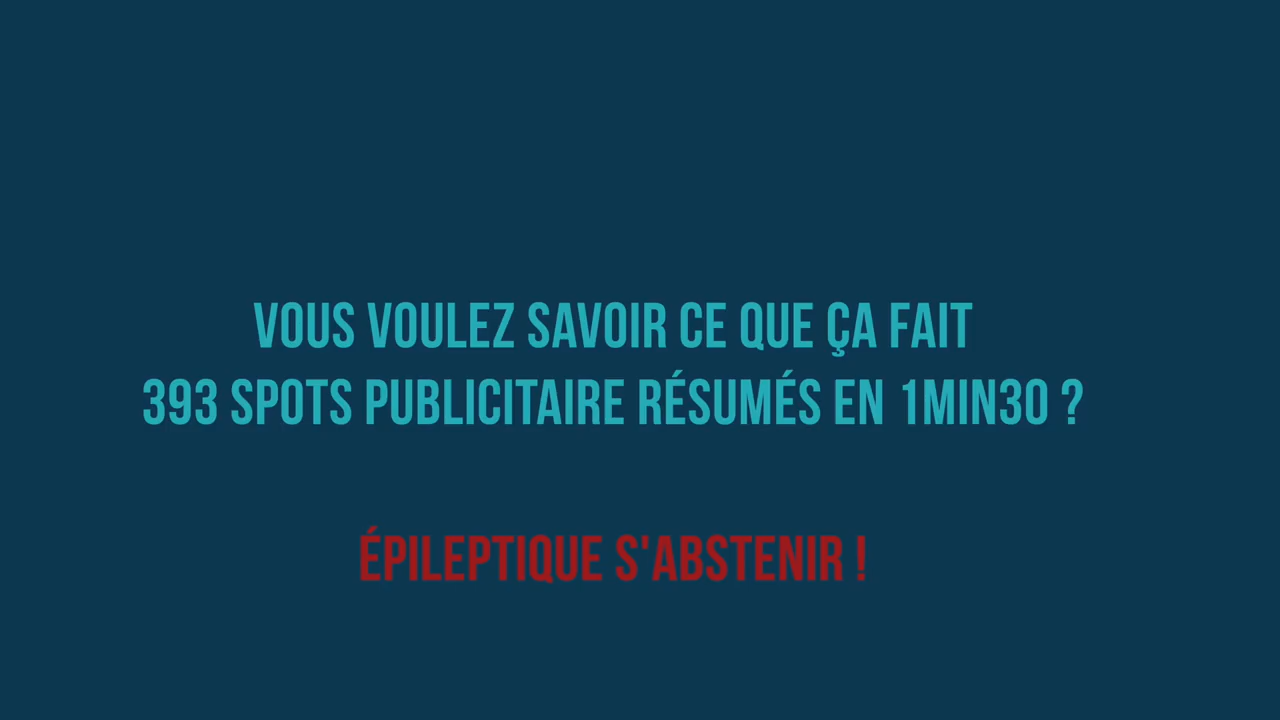 VOUS VOULEZ SAVOIR CE QUE ÇA FAIT
393 SPOTS PUBLICITAIRE RÉSUMÉS EN 1MIN30 ?
ÉPILEPTIQUE S'ABSTENIR !